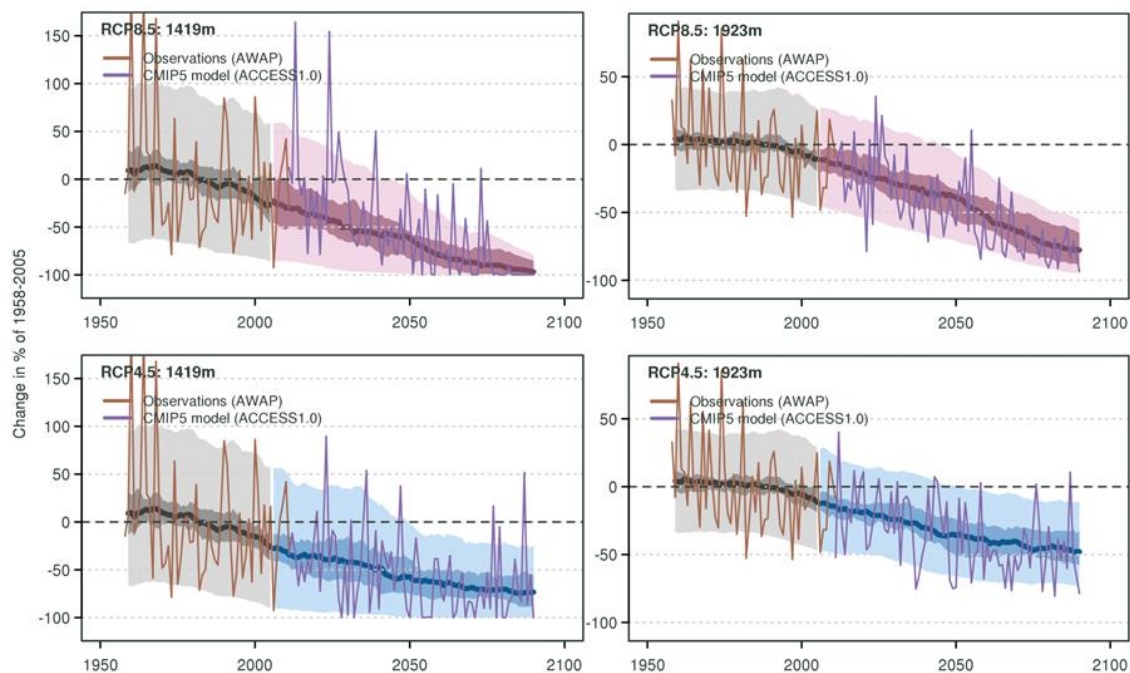 RCP8.5: 1419m
Observations (AWAP)
CMIP5 model (ACCESS1.0)
150
100
50
0
-50
-100
1950
2000
2050
2100
RCP8.5: 1923m
Observations (AWAP)
CMIP5 model (ACCESS1.0)
50
0
-50
-100
1950
2000
2050
2100
Change in % of 1958-2005
RCP4.5: 1419m
Observations (AWAP)
CMIP5 model (ACCESS1.0)
150
100
50
0
-50
-100
1950
2000
2050
2100
RCP4.5: 1923m
Observations (AWAP)
CMIP5 model (ACCESS1.0)
50
0
-50
-100
1950
2000
2050
2100